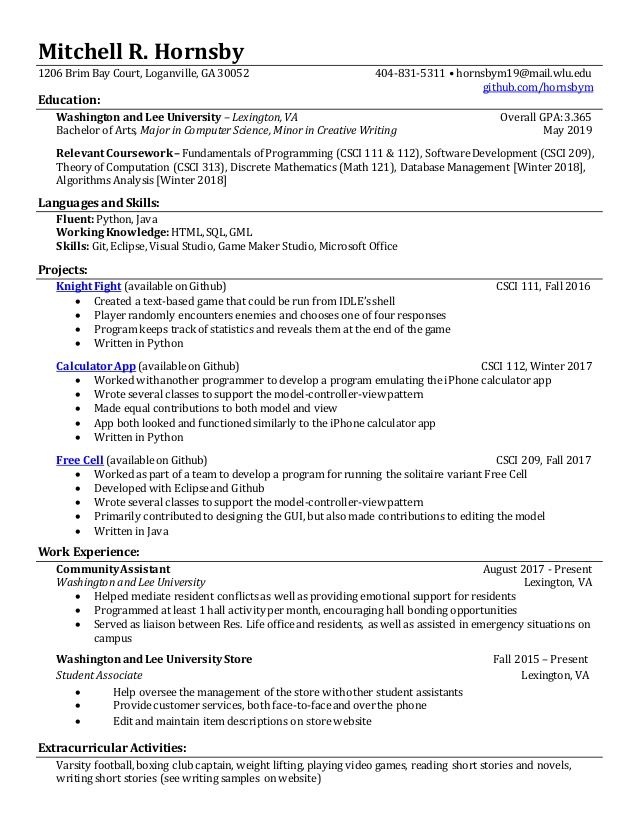 Mitchell R. Hornsby
1206 Brim Bay Court, Loganville, GA 30052 404-831-5311 • hornsbym19@mail.wlu.edu
github.com/hornsbym
Education:
Washington and Lee University – Lexington, VA Overall GPA: 3.365
Bachelor of Arts, Major in Computer Science, Minor in Creative Writing May 2019
Relevant Coursework – Fundamentals of Programming (CSCI 111 & 112), Software Development (CSCI 209),
Theory of Computation (CSCI 313), Discrete Mathematics (Math 121), Database Management [Winter 2018],
Algorithms Analysis [Winter 2018]
Languages and Skills:
Fluent: Python, Java
Working Knowledge: HTML, SQL, GML
Skills: Git, Eclipse, Visual Studio, Game Maker Studio, Microsoft Office
Projects:
Knight Fight (available on Github) CSCI 111, Fall 2016
• Created a text-based game that could be run from IDLE's shell
• Player randomly encounters enemies and chooses one of four responses
• Program keeps track of statistics and reveals them at the end of the game
• Written in Python
Calculator App (available on Github) CSCI 112, Winter 2017
• Worked with another programmer to develop a program emulating the iPhone calculator app
• Wrote several classes to support the model-controller-view pattern
• Made equal contributions to both model and view
• App both looked and functioned similarly to the iPhone calculator app
• Written in Python
Free Cell (available on Github) CSCI 209, Fall 2017
• Worked as part of a team to develop a program for running the solitaire variant Free Cell
• Developed with Eclipse and Github
• Wrote several classes to support the model-controller-view pattern
• Primarily contributed to designing the GUI, but also made contributions to editing the model
• Written in Java
Work Experience:
Community Assistant August 2017 - Present
Washington and Lee University Lexington, VA
• Helped mediate resident conflicts as well as providing emotional support for residents
• Programmed at least 1 hall activity per month, encouraging hall bonding opportunities
• Served as liaison between Res. Life office and residents, as well as assisted in emergency situations on
campus
Washington and Lee University Store Fall 2015 – Present
Student Associate Lexington, VA
• Help oversee the management of the store with other student assistants
• Provide customer services, both face-to-face and over the phone
• Edit and maintain item descriptions on store website
Extracurricular Activities:
Varsity football, boxing club captain, weight lifting, playing video games, reading short stories and novels,
writing short stories (see writing samples on website)